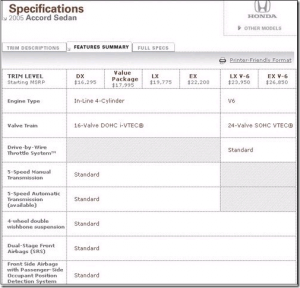 Specifications
2005 Accord Sedan
HONDA
OTHER MODELS
TRIM DESCRIPTIONS FEATURES SUMMARY FULL SPECS
Printer-Friendly Format
TRIM LEVEL
Starting MSRP
DX
$16,295
Value
Package
$17,995
LX
$19,775
EX
$22,200
LX V-6
$23,950
EX V-6
$26,850
Engine Type
In-Line 4-Cylinder
V6
Valve Train
16-Valve DOHC i-VTEC®
24-Valve SOHC VTEC®
Drive-by-Wire
Throttle System™
Standard
5-Speed Manual
Transmission
Standard
5-Speed Automatic
Transmission
(available)
Standard
4-wheel double
wishbone suspension
Standard
Dual-Stage Front
Airbags (SRS)
Standard
Front Side Airbags
with Passenger-Side
Occupant Position
Detection System
Standard